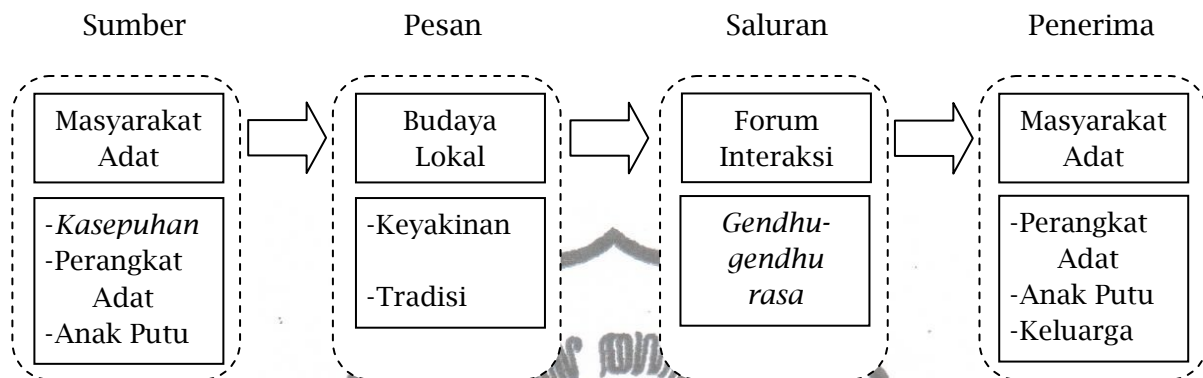 Sumber
Pesan
Saluran
Penerima
Masyarakat
Adat
Budaya
Lokal
Forum
Interaksi
Masyarakat
Adat
-Kasepuhan
-Perangkat
Adat
-Anak Putu
-Keyakinan
-Tradisi
Gendhu-
gendhu
rasa
-Perangkat
Adat
-Anak Putu
-Keluarga